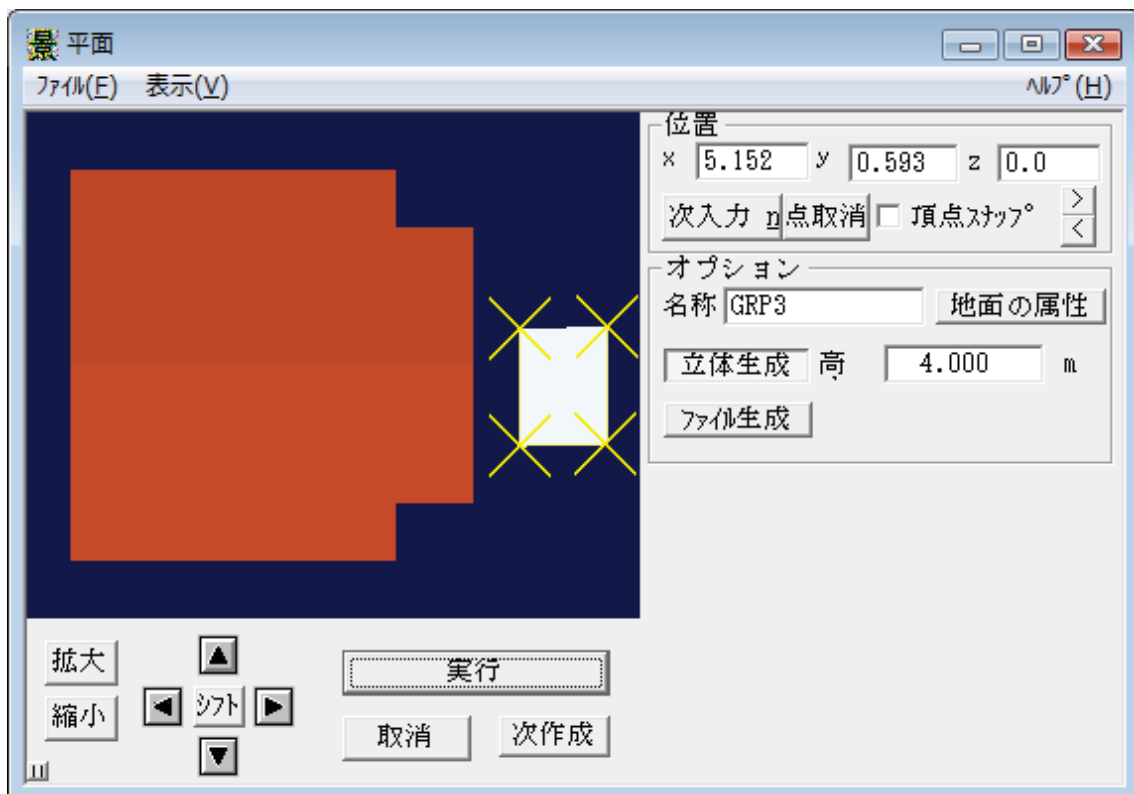 景 平面
ファイル(F) 表示(V) ヘルプ(H)
位置
x 5.152 y 0.593 z 0.0
次入力 n 点取消 頂点スナップ >
<
オプション
名称 GRP3 地面の属性
立体生成 高 4.000 m
ファイル生成
拡大
縮小
シフト
実行
取消 次作成